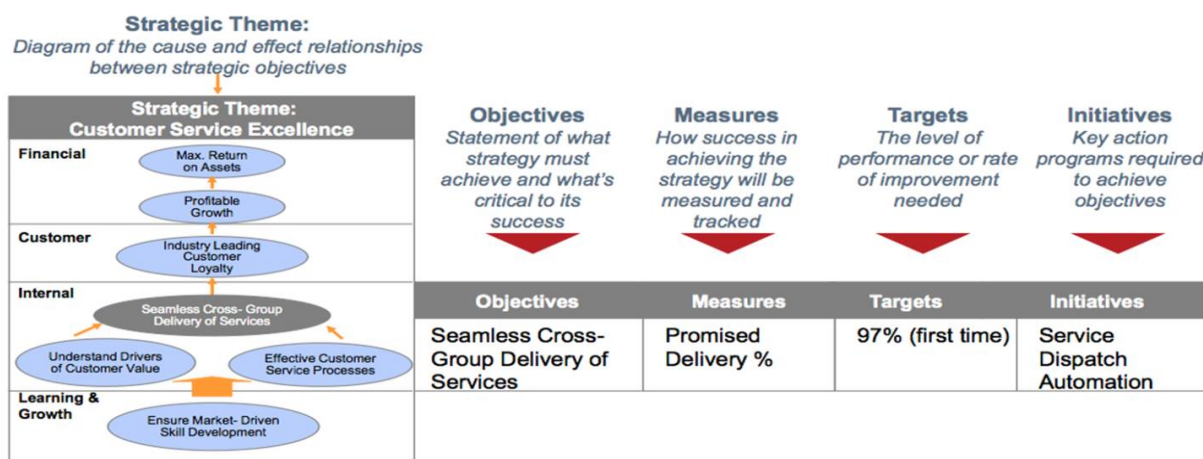 Strategic Theme:
Diagram of the cause and effect relationships
between strategic objectives
Strategic Theme:
Customer Service Excellence
Financial
Max. Return
on Assets
Profitable
Growth
Customer
Industry Leading
Customer
Loyalty
Internal
Seamless Cross- Group
Delivery of Services
Understand Drivers
of Customer Value
Effective Customer
Service Processes
Learning &
Growth
Ensure Market- Driven
Skill Development
Objectives
Statement of what
strategy must
achieve and what's
critical to its
success
Measures
How success in
achieving the
strategy will be
measured and
tracked
Targets
The level of
performance or rate
of improvement
needed
Initiatives
Key action
programs required
to achieve
objectives
Objectives
Measures
Targets
Initiatives
Seamless Cross-
Group Delivery of
Services
Promised
Delivery %
97% (first time)
Service
Dispatch
Automation